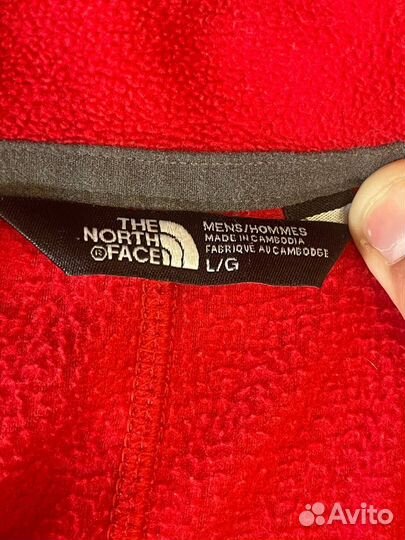 THE
NORTH
®FACE
MENS/HOMMES
MADE IN CAMBODIA
FABRIQUE AU CAMBODGE
L/G
Avito